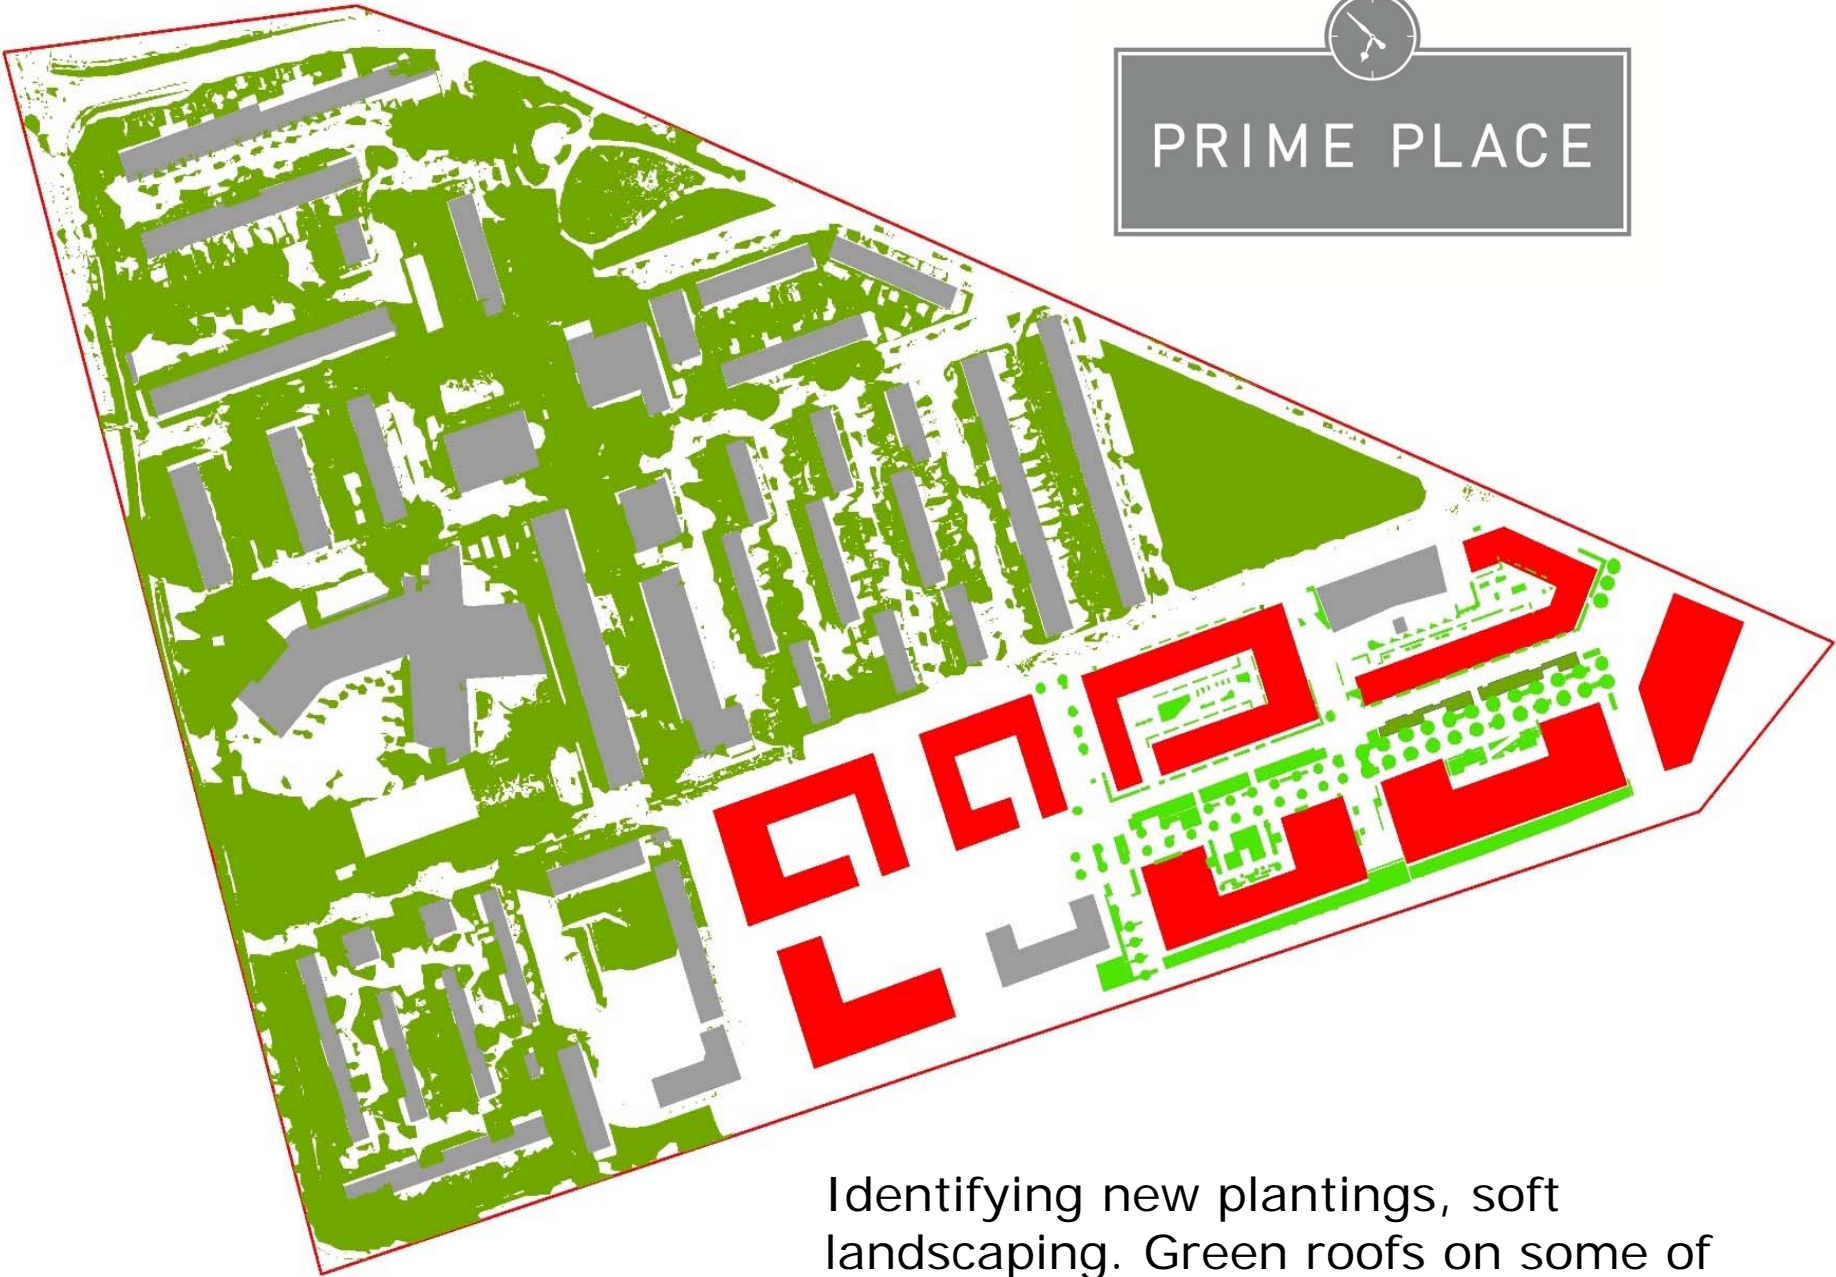 PRIME PLACE
Identifying new plantings, soft
landscaping. Green roofs on some of